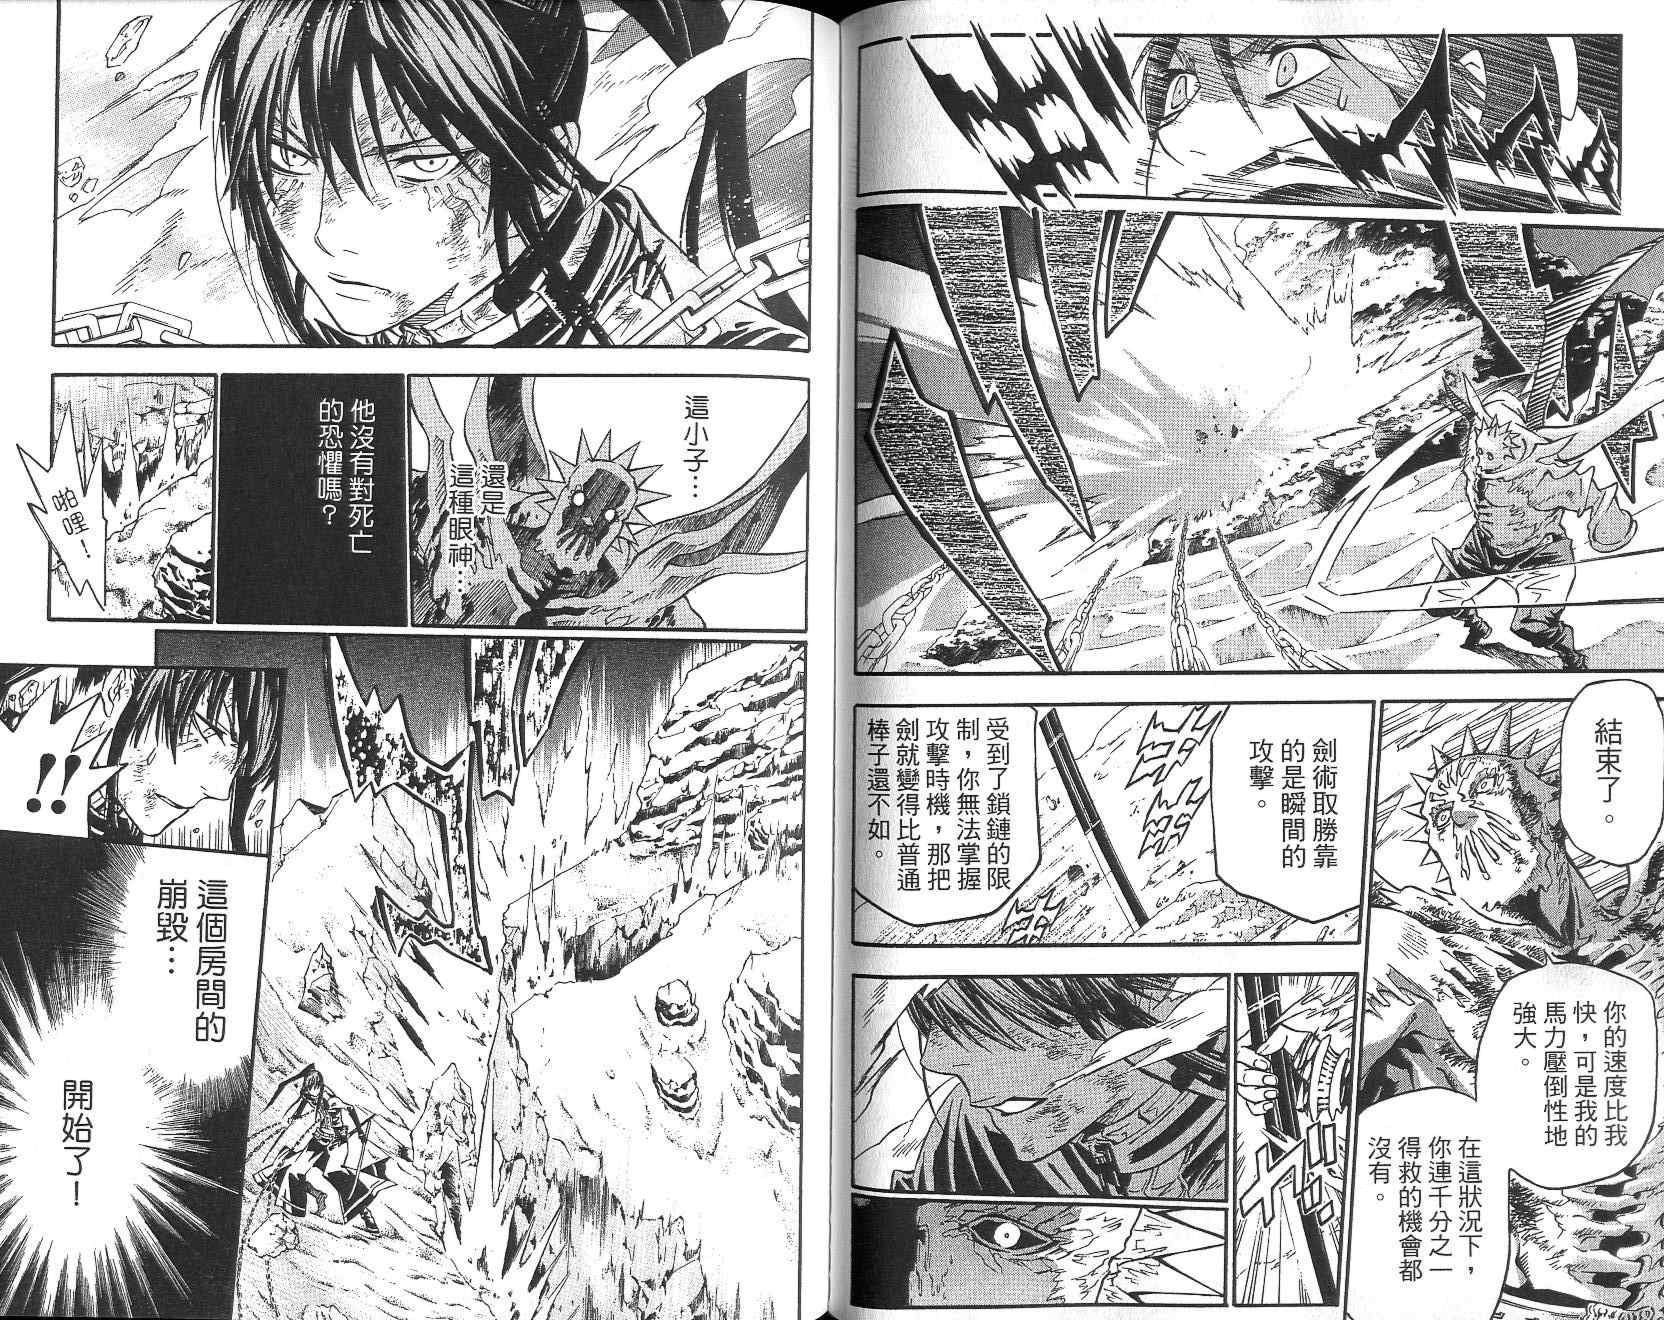 結束了。
劍術取勝靠
的是瞬間的
攻擊。
受到了鎖鏈的限
制，你無法掌握
攻擊時機，那把
劍就變得比普通
棒子還不如。
你的速度比我
快，可是我的
馬力壓倒性地
強大。
在這狀況下，
你連千分之一
得救的機會都
沒有。
這小子…
還是
這種眼神…
他沒有對死亡
的恐懼嗎？
啪哩！
!!
這個房間的
崩毀…
開始了！